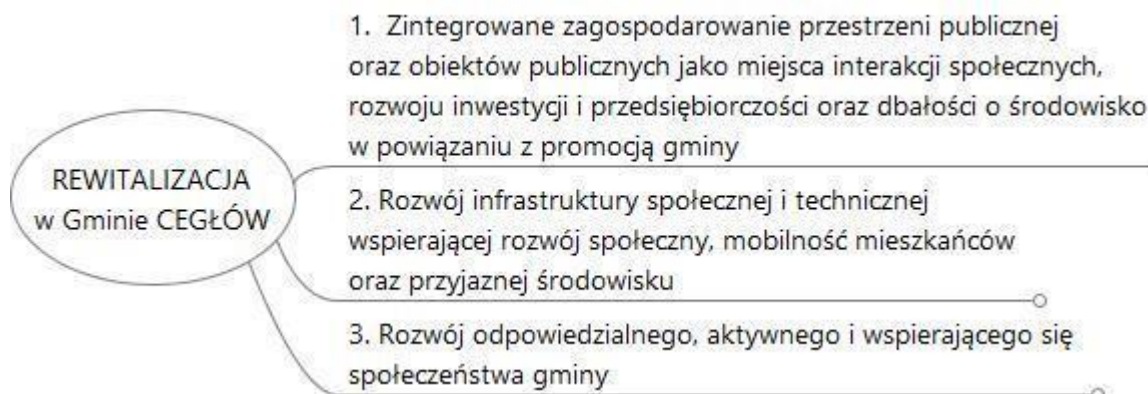 1. Zintegrowane zagospodarowanie przestrzeni publicznej
oraz obiektów publicznych jako miejsca interakcji społecznych,
rozwoju inwestycji i przedsiębiorczości oraz dbałości o środowisko
w powiązaniu z promocją gminy
REWITALIZACJA
w Gminie CEGŁÓW
2. Rozwój infrastruktury społecznej i technicznej
wspierającej rozwój społeczny, mobilność mieszkańców
oraz przyjaznej środowisku
3. Rozwój odpowiedzialnego, aktywnego i wspierającego się
społeczeństwa gminy